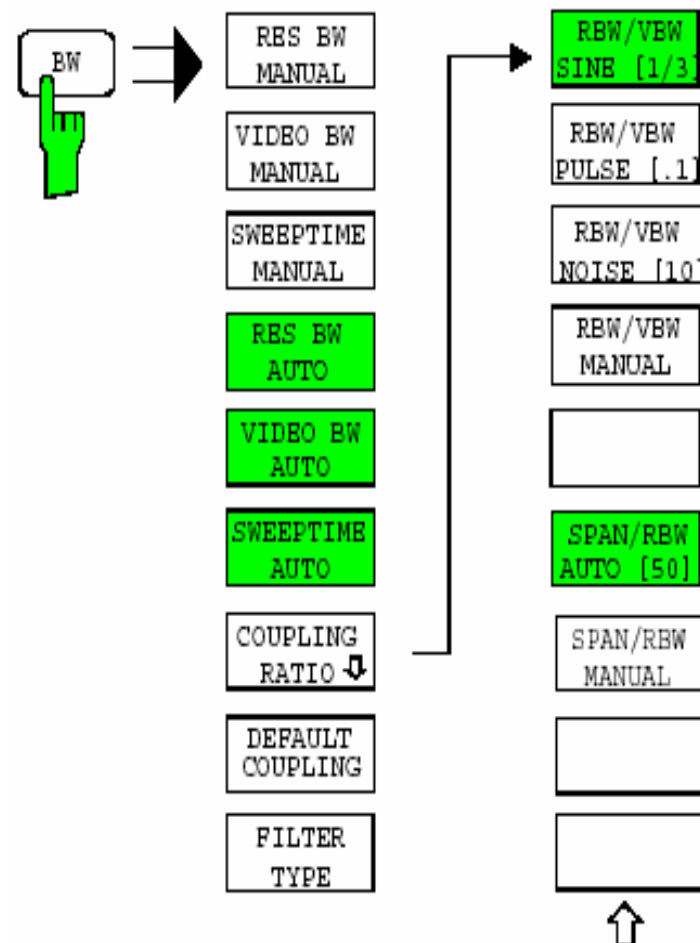 BW
RES BW
MANUAL
VIDEO BW
MANUAL
SWEEPTIME
MANUAL
RES BW
AUTO
VIDEO BW
AUTO
SWEEPTIME
AUTO
COUPLING
RATIO
DEFAULT
COUPLING
FILTER
TYPE
RBW/VBW
SINE [1/3]
RBW/VBW
PULSE [.1]
RBW/VBW
NOISE [10]
RBW/VBW
MANUAL
SPAN/RBW
AUTO [50]
SPAN/RBW
MANUAL